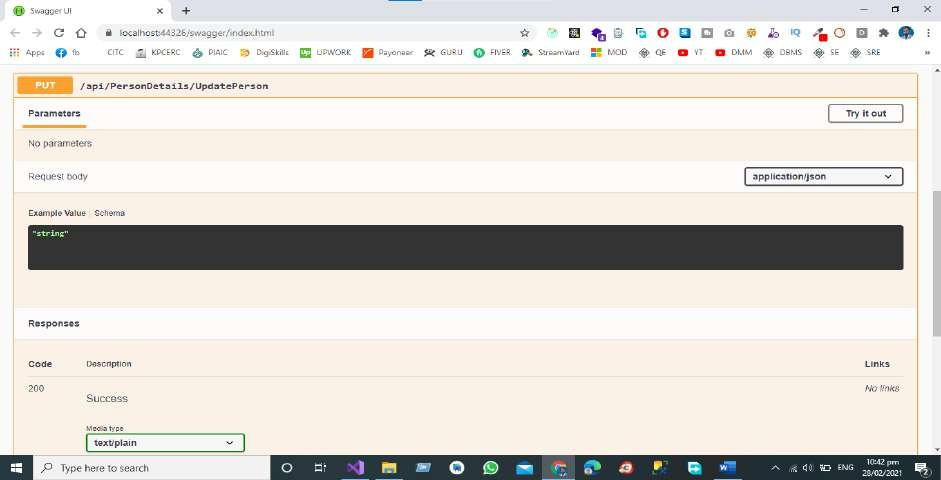 Swagger UI
localhost:44326/swagger/index.html
Apps fb CITC KPCERC PIAIC DigiSkills UPWORK Payoneer GURU FIVER StreamYard MOD QE YT DMM DBMS SE SRE
PUT /api/PersonDetails/UpdatePerson
Parameters Try it out
No parameters
Request body application/json
Example Value Schema
"string"
Responses
Code Description Links
200 Success No links
Media type
text/plain
Type here to search ENG 10:42 pm
28/02/2021